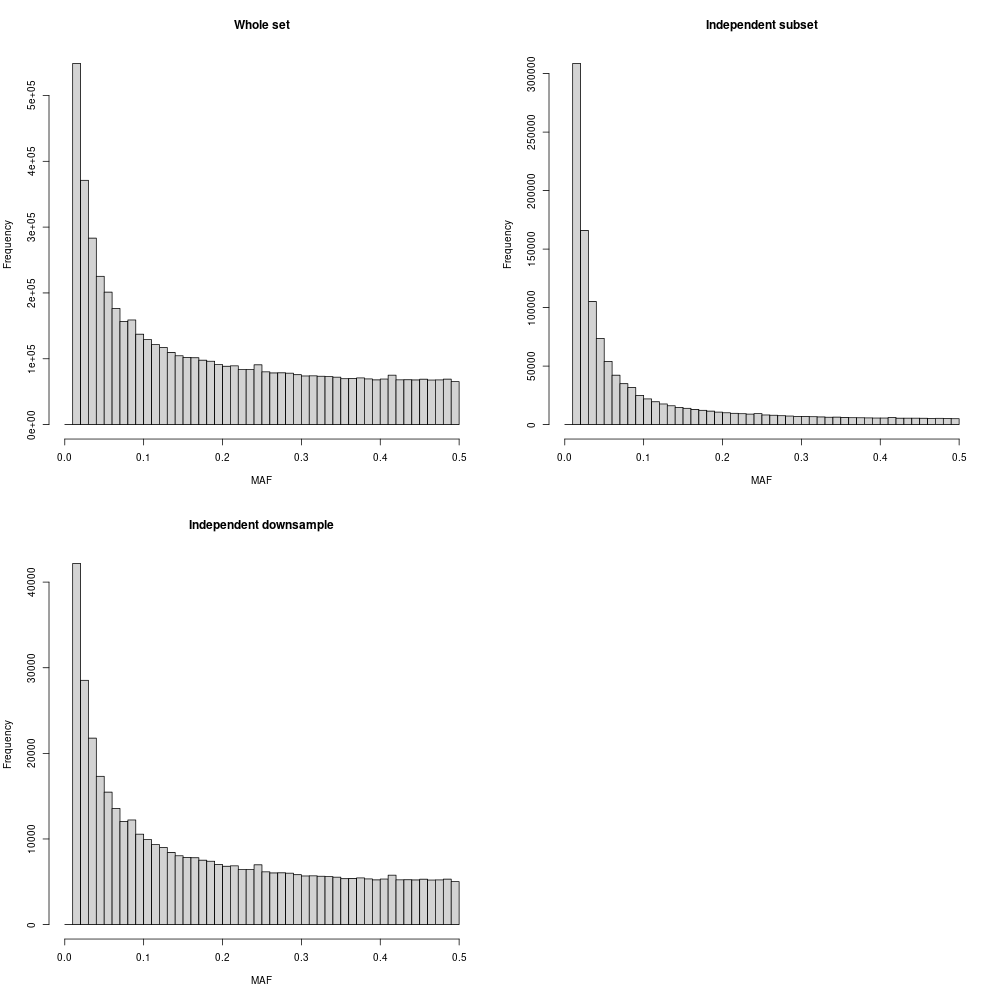 Whole set
Frequency
5e+05
4e+05
3e+05
2e+05
1e+05
0e+00
0.0 0.1 0.2 0.3 0.4 0.5
MAF
Independent subset
Frequency
300000
250000
200000
150000
100000
50000
0
0.0 0.1 0.2 0.3 0.4 0.5
MAF
Independent downsample
Frequency
40000
30000
20000
10000
0
0.0 0.1 0.2 0.3 0.4 0.5
MAF